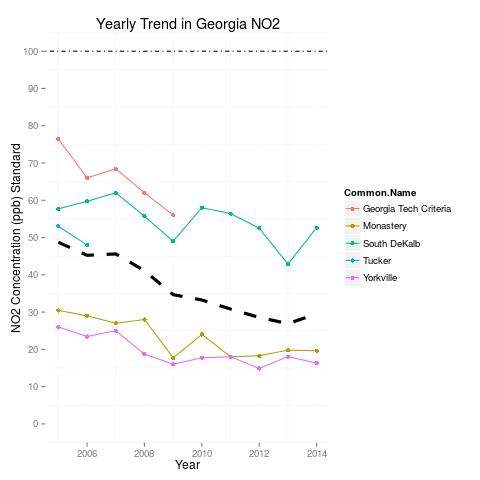 Yearly Trend in Georgia NO2
NO2 Concentration (ppb) Standard
100
90
80
70
60
50
40
30
20
10
0
2006 2008 2010 2012 2014
Year
Common.Name
Georgia Tech Criteria
Monastery
South DeKalb
Tucker
Yorkville